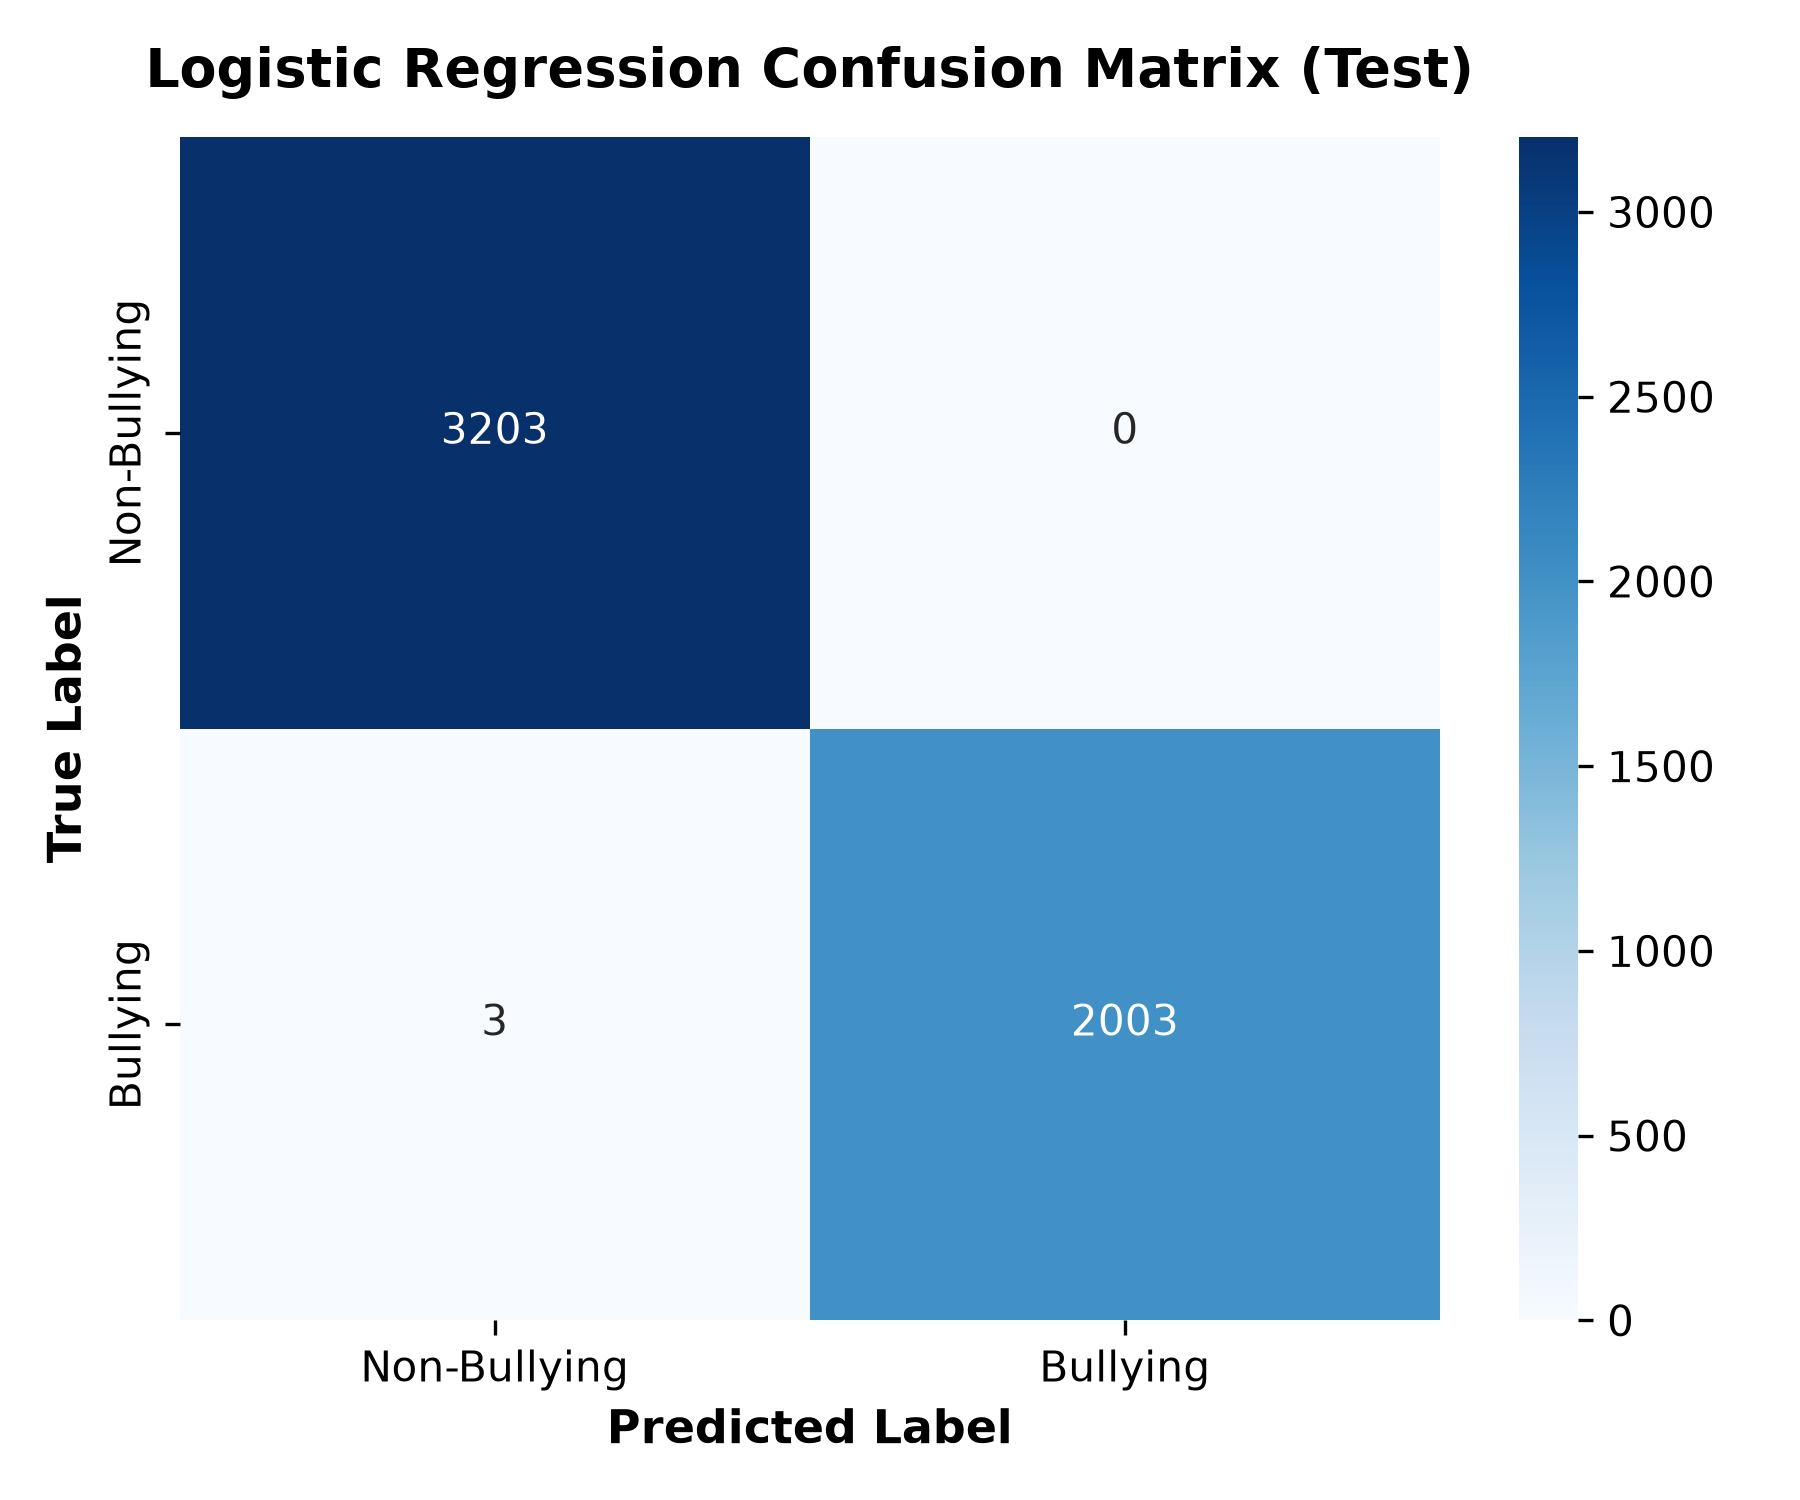 Logistic Regression Confusion Matrix (Test)
True Label
Non-Bullying
Bullying
3203
0
3
2003
Non-Bullying
Bullying
Predicted Label
3000
2500
2000
1500
1000
500
0